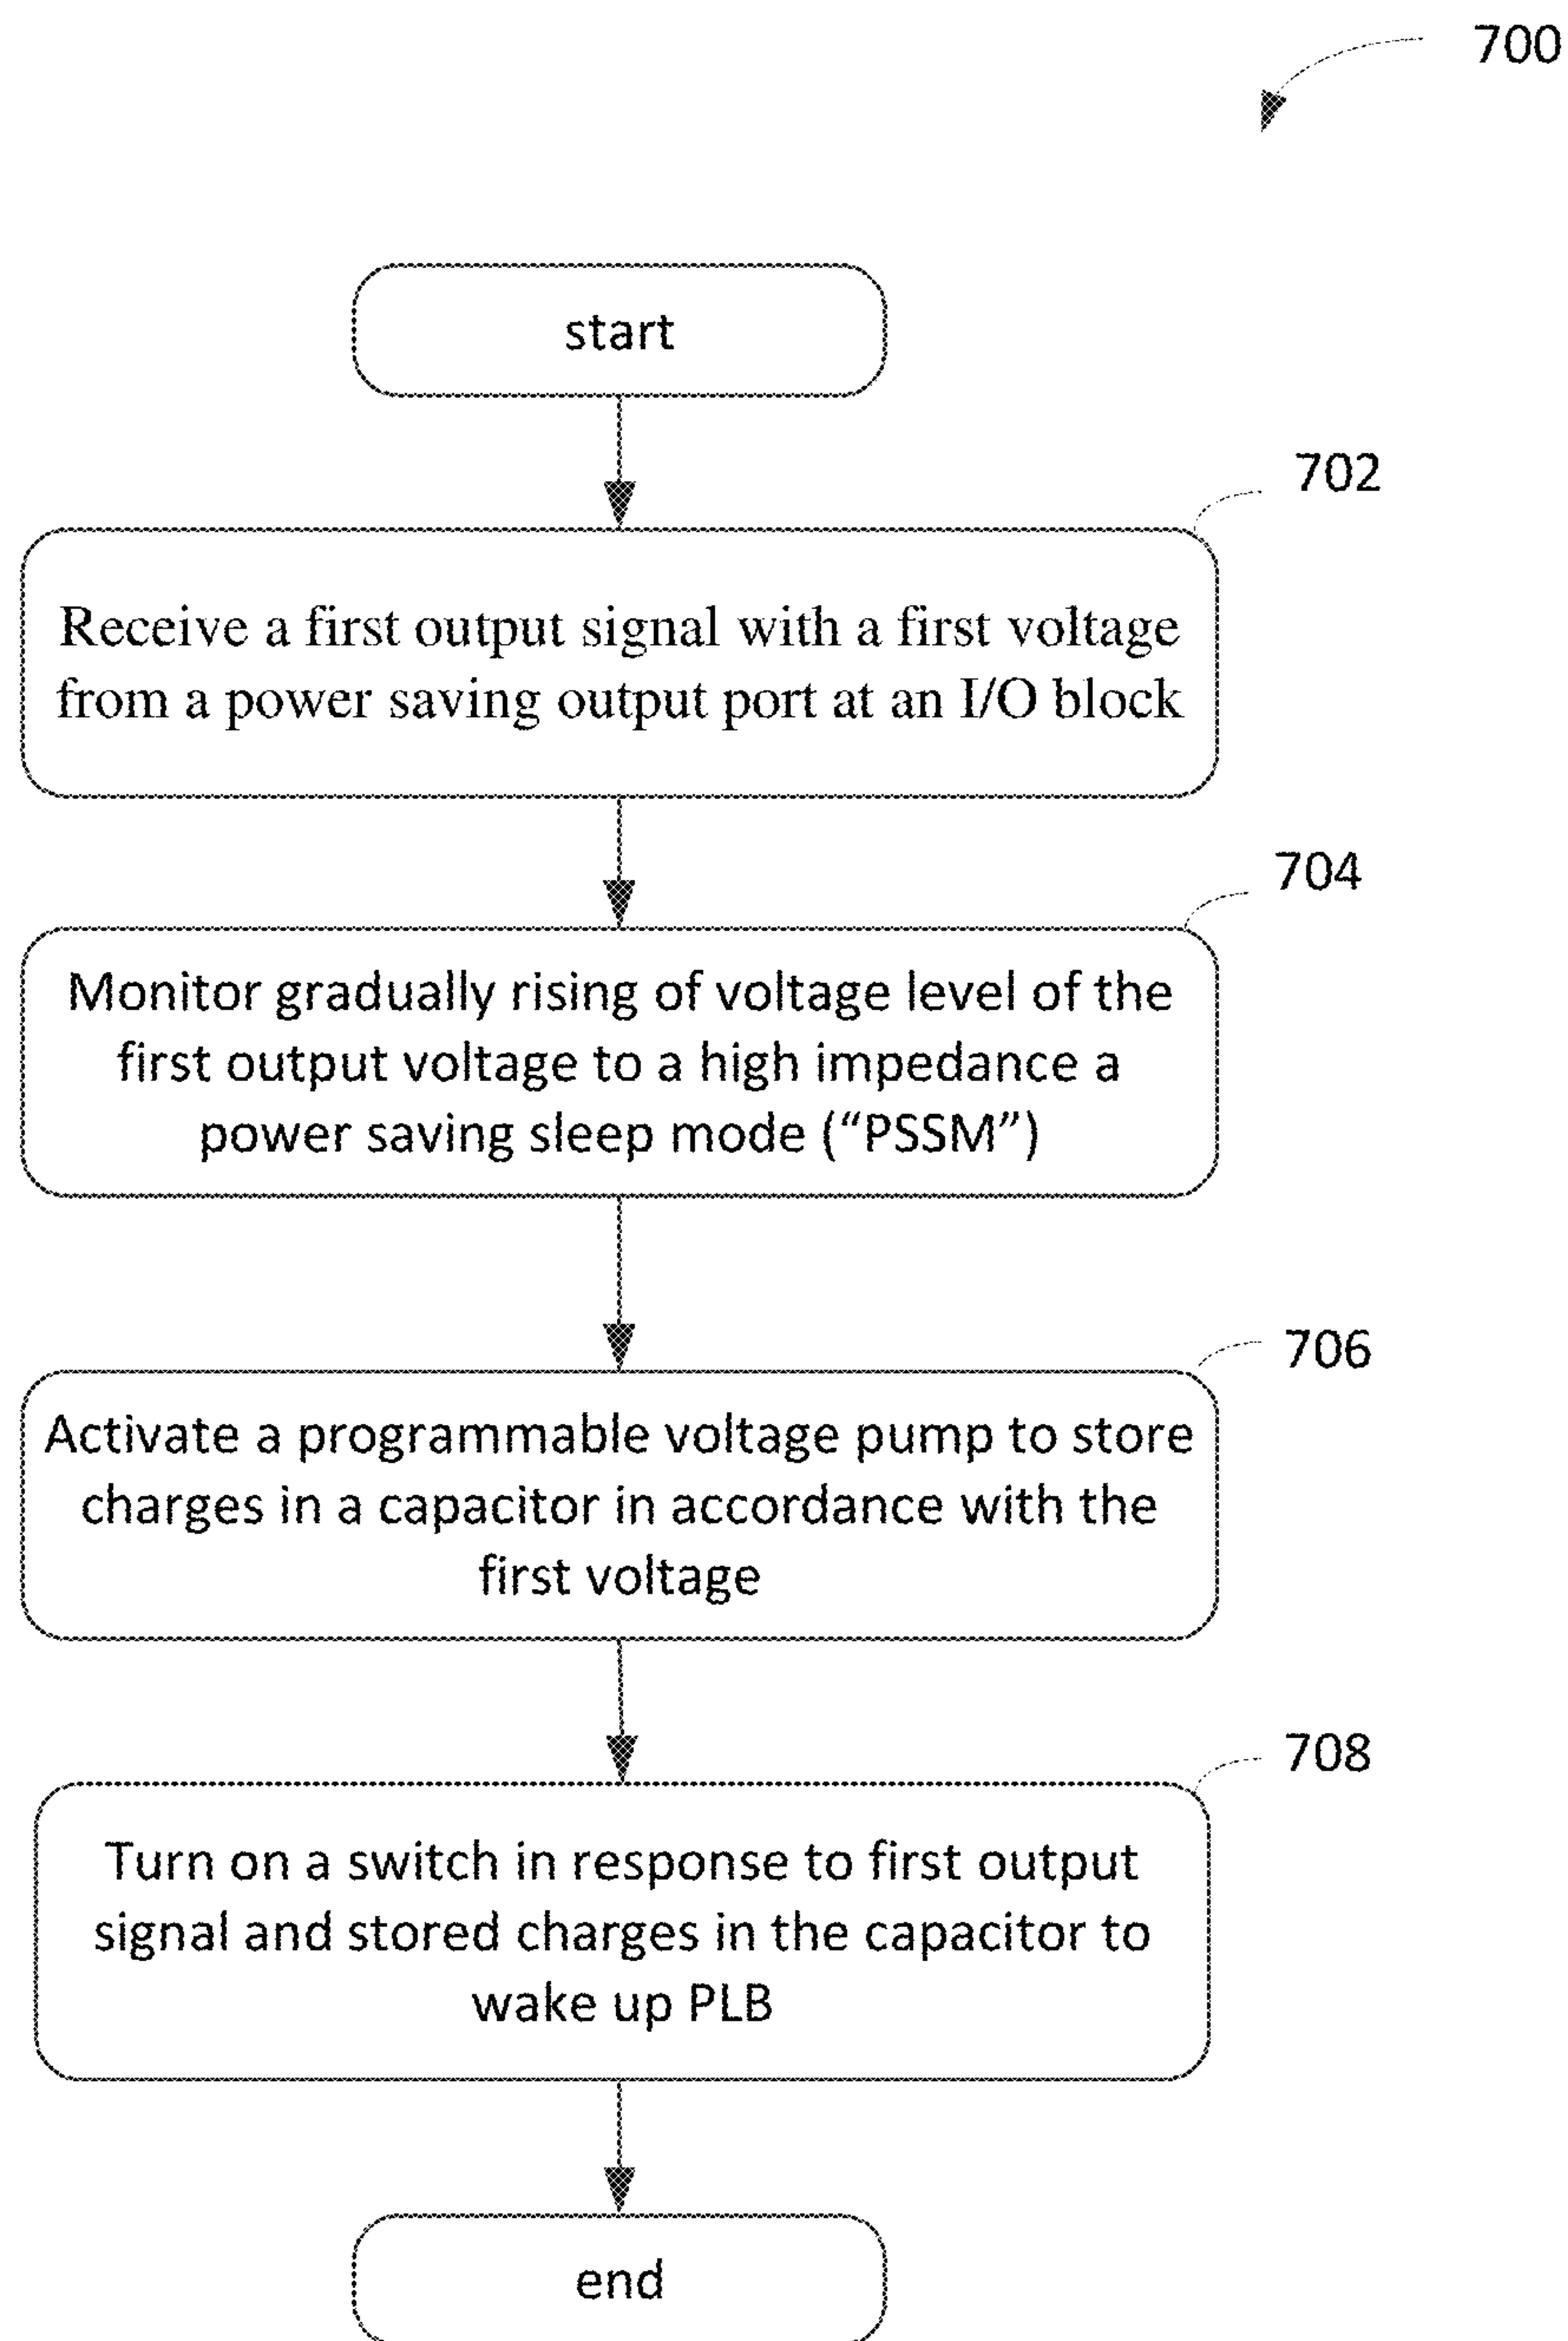 700
start
702
Receive a first output signal with a first voltage
from a power saving output port at an I/O block
704
Monitor gradually rising of voltage level of the
first output voltage to a high impedance a
power saving sleep mode (“PSSM”)
706
Activate a programmable voltage pump to store
charges in a capacitor in accordance with the
first voltage
708
Turn on a switch in response to first output
signal and stored charges in the capacitor to
wake up PLB
end